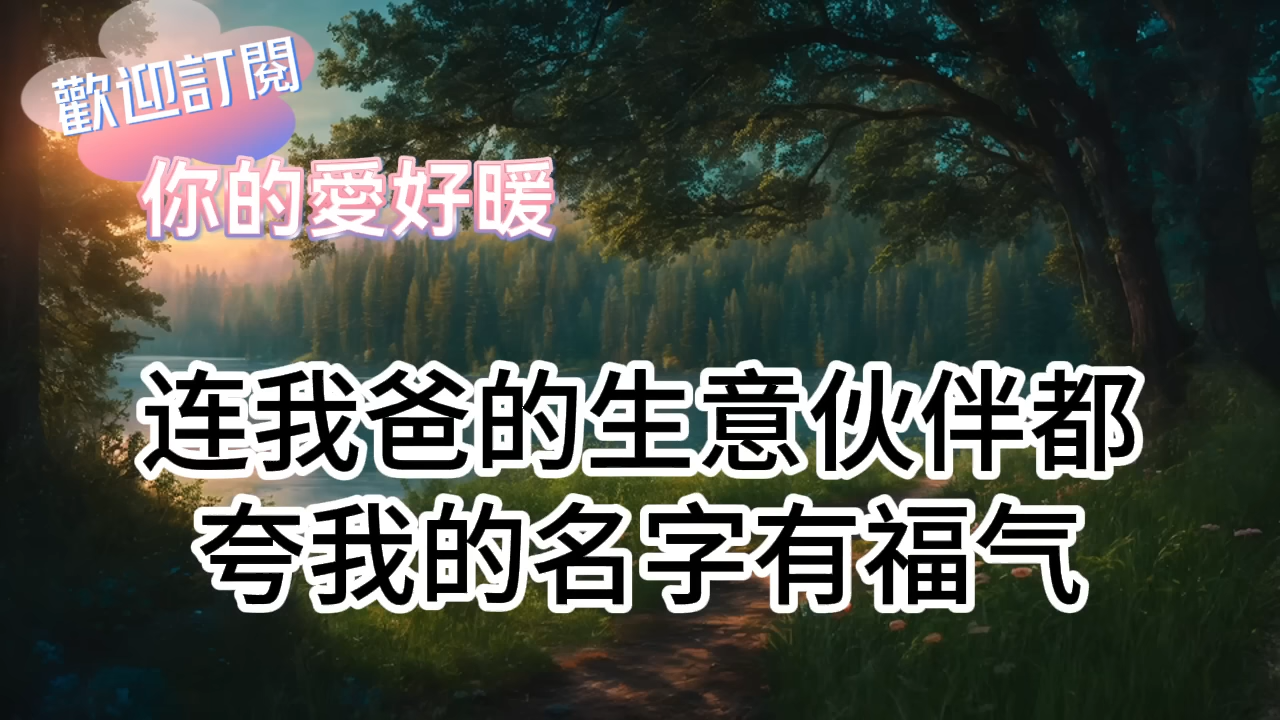 歡迎訂閱
你的愛好暖
连我爸的生意伙伴都
夸我的名字有福气